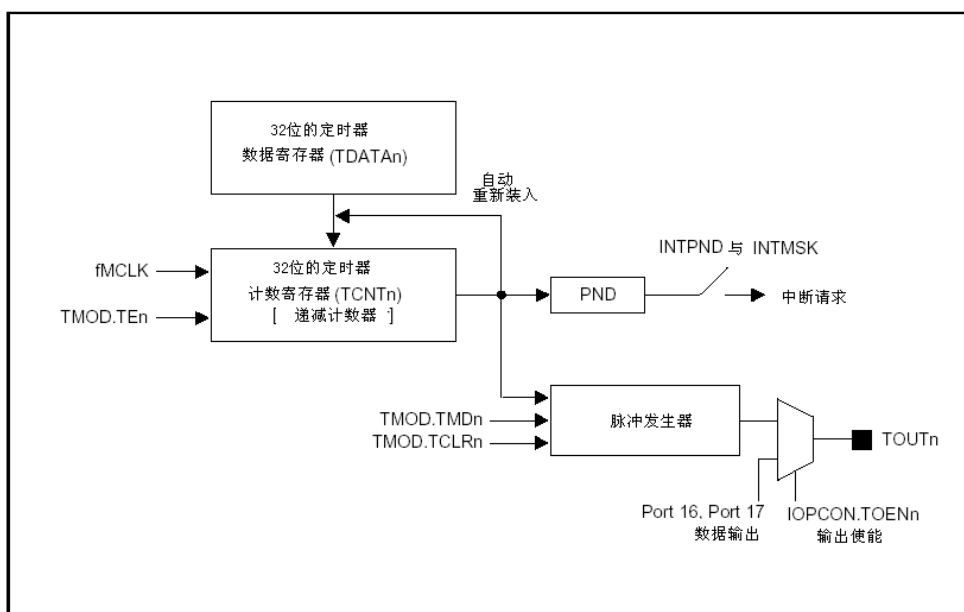 32位的定时器
数据寄存器(TDATAn)
自动
重新装入
fMCLK
TMOD.TEn
32位的定时器
计数寄存器(TCNTn)
[ 递减计数器 ]
INTPND 与 INTMSK
PND
中断请求
TMOD.TMDn
TMOD.TCLRn
脉冲发生器
TOUTn
Port 16, Port 17
数据输出
IOPCON.TOENn
输出使能